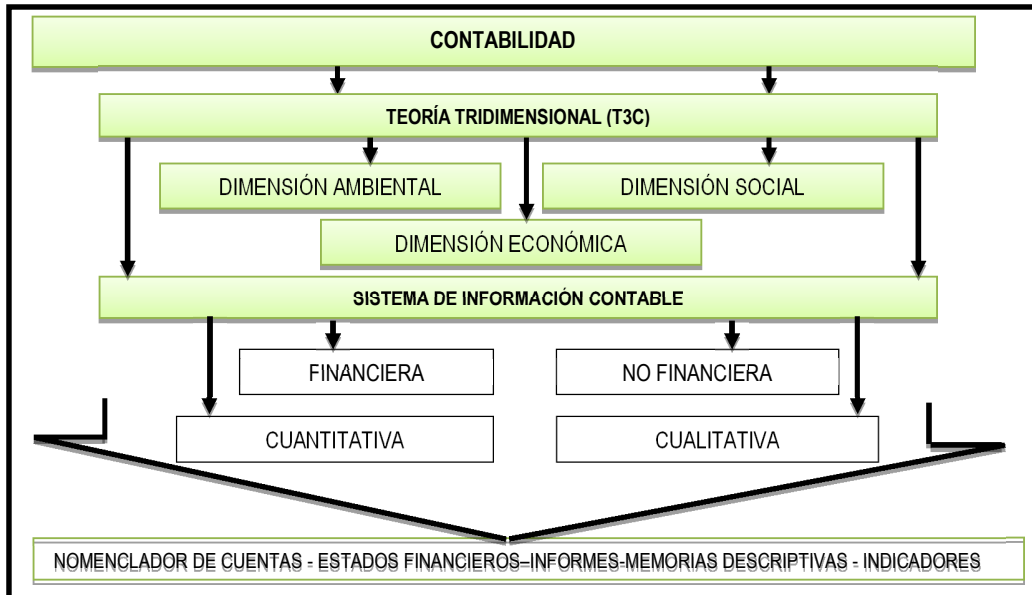 CONTABILIDAD
TEORÍA TRIDIMENSIONAL (T3C)
DIMENSIÓN AMBIENTAL
DIMENSIÓN SOCIAL
DIMENSIÓN ECONÓMICA
SISTEMA DE INFORMACIÓN CONTABLE
FINANCIERA
NO FINANCIERA
CUANTITATIVA
CUALITATIVA
NOMENCLADOR DE CUENTAS - ESTADOS FINANCIEROS–INFORMES-MEMORIAS DESCRIPTIVAS - INDICADORES